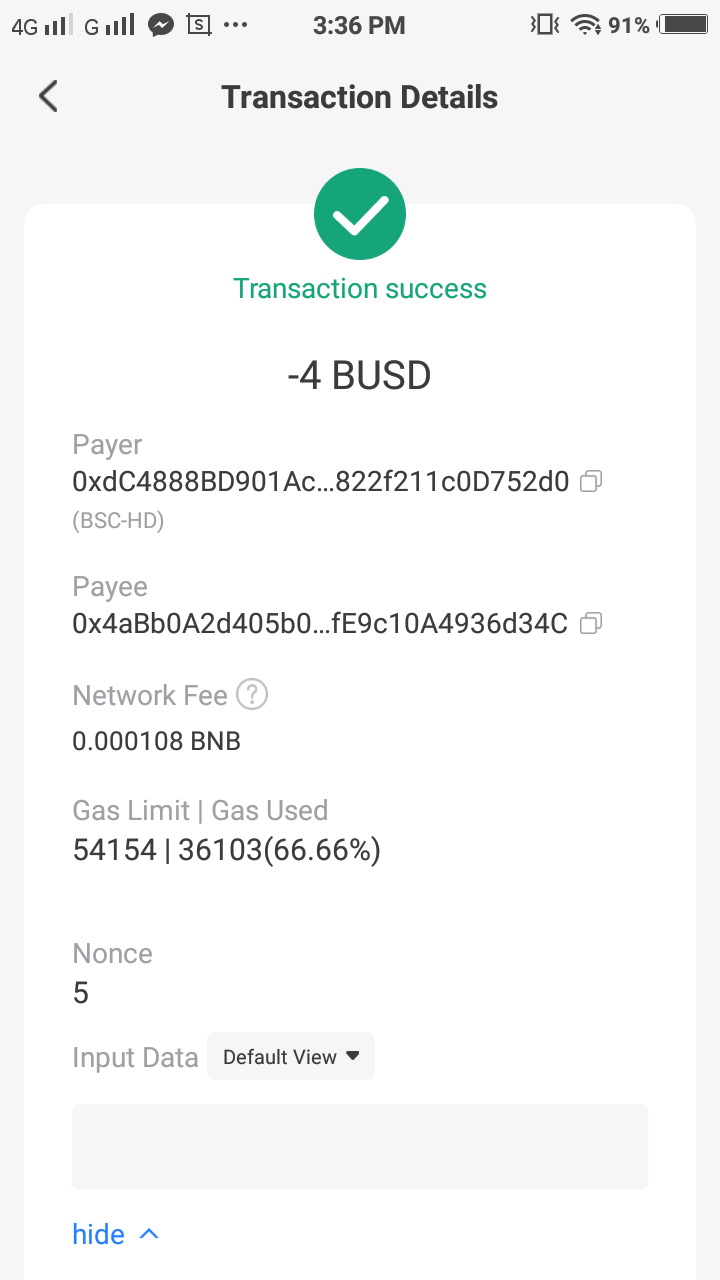 4G G S ... 3:36 PM 91%
Transaction Details
Transaction success
-4 BUSD
Payer
0xdC4888BD901Ac...822f211c0D752d0
(BSC-HD)
Payee
0x4aBb0A2d405b0...fE9c10A4936d34C
Network Fee ?
0.000108 BNB
Gas Limit | Gas Used
54154 | 36103(66.66%)
Nonce
5
Input Data Default View
hide